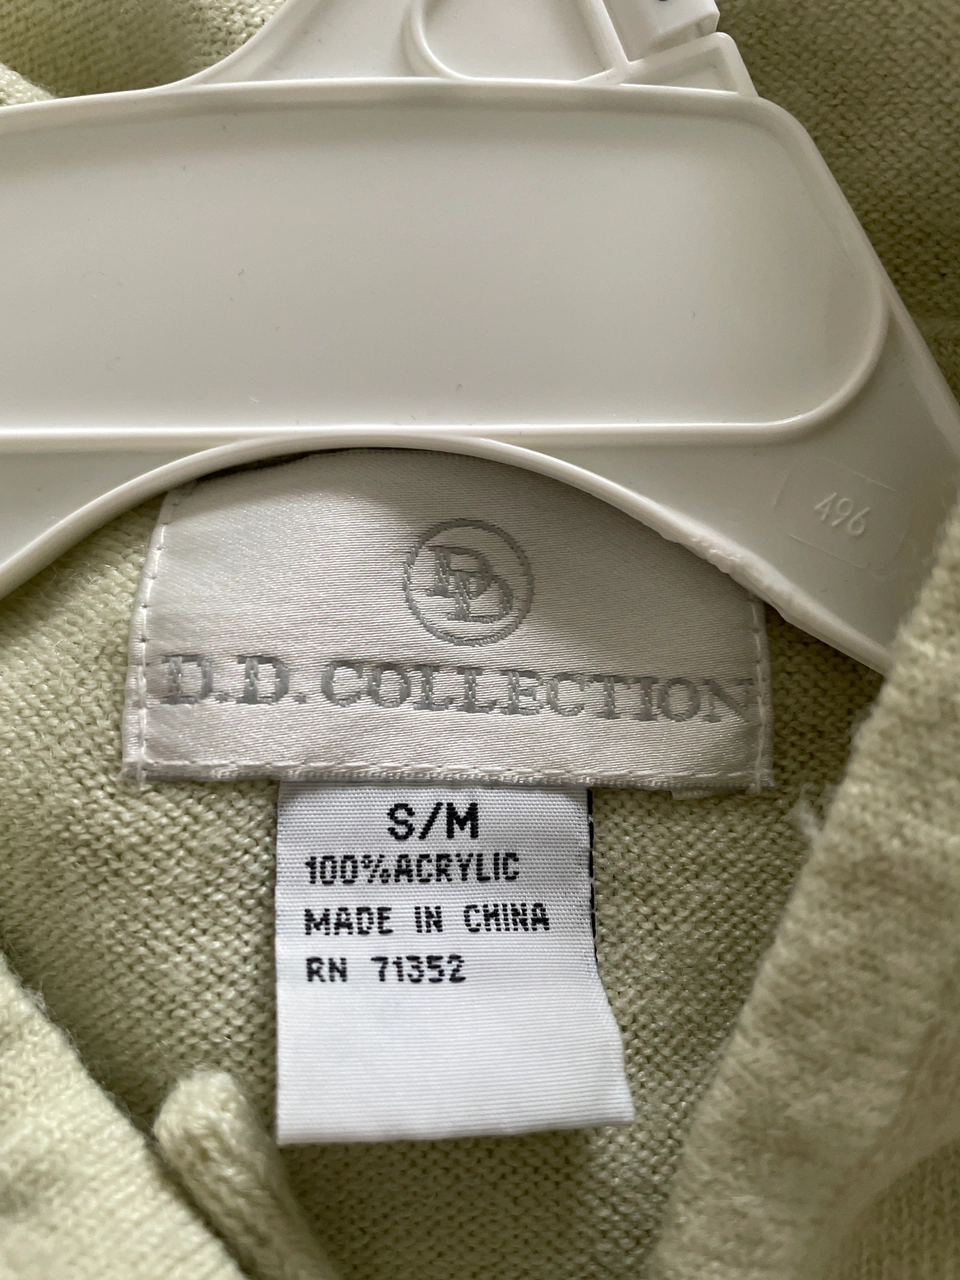 496
DD
D.D. COLLECTION
S/M
100%ACRYLIC
MADE IN CHINA
RN 71352